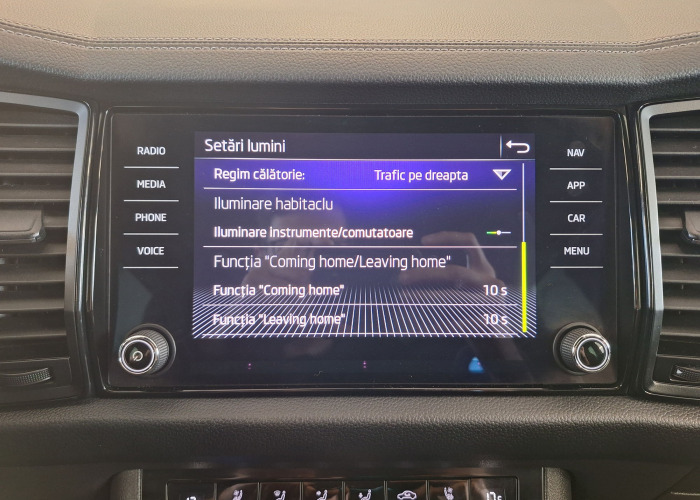 RADIO
MEDIA
PHONE
VOICE
Setări lumini
Regim călătorie: Trafic pe dreapta
Iluminare habitaclu
Iluminare instrumente/comutatoare
Funcția "Coming home/Leaving home"
Funcția "Coming home" 10 s
Funcția "Leaving home" 10 s
NAV
APP
CAR
MENU